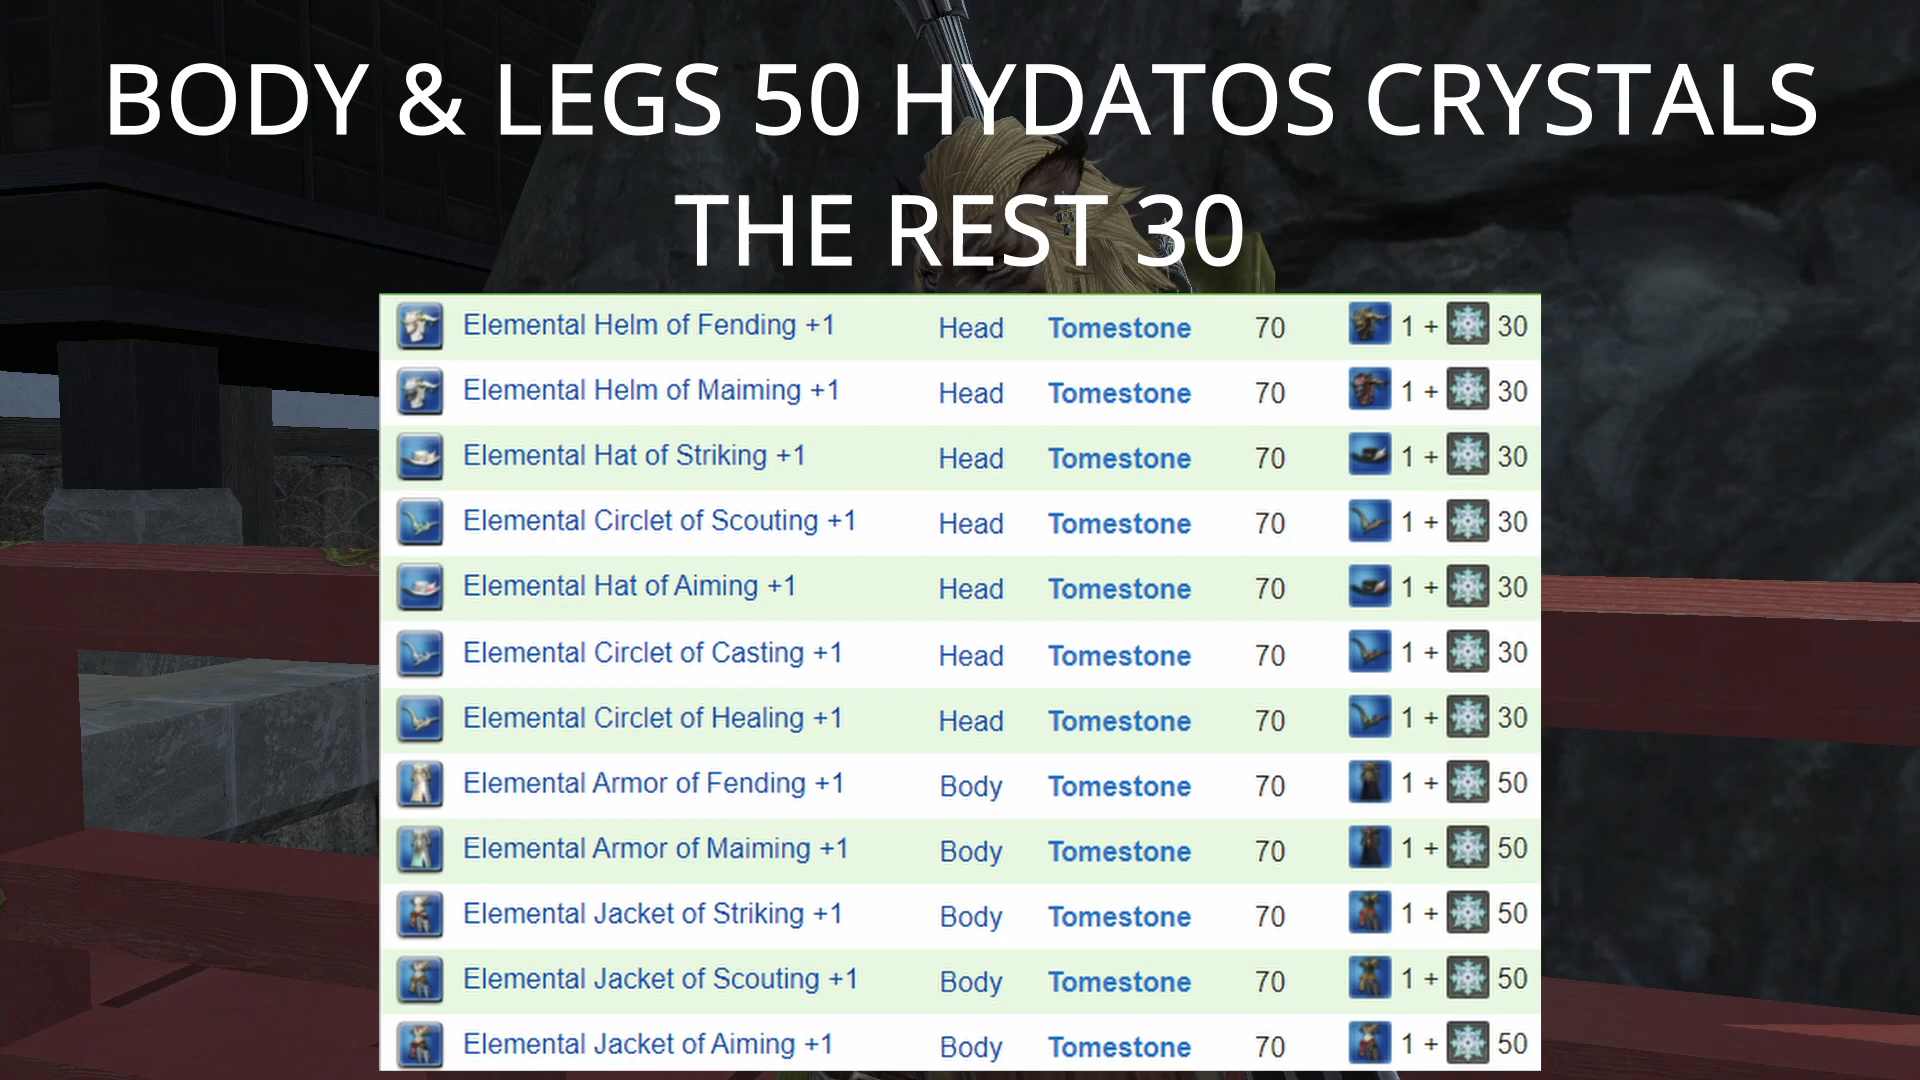 BODY & LEGS 50 HYDATOS CRYSTALS
THE REST 30
Elemental Helm of Fending +1 Head Tomestone 70 1 + 30
Elemental Helm of Maiming +1 Head Tomestone 70 1 + 30
Elemental Hat of Striking +1 Head Tomestone 70 1 + 30
Elemental Circlet of Scouting +1 Head Tomestone 70 1 + 30
Elemental Hat of Aiming +1 Head Tomestone 70 1 + 30
Elemental Circlet of Casting +1 Head Tomestone 70 1 + 30
Elemental Circlet of Healing +1 Head Tomestone 70 1 + 30
Elemental Armor of Fending +1 Body Tomestone 70 1 + 50
Elemental Armor of Maiming +1 Body Tomestone 70 1 + 50
Elemental Jacket of Striking +1 Body Tomestone 70 1 + 50
Elemental Jacket of Scouting +1 Body Tomestone 70 1 + 50
Elemental Jacket of Aiming +1 Body Tomestone 70 1 + 50